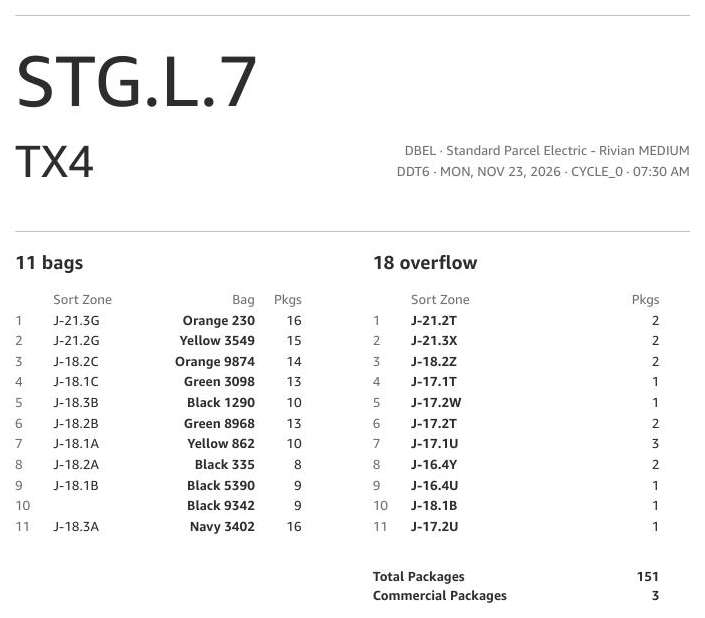 STG.L.7
TX4
DBEL · Standard Parcel Electric - Rivian MEDIUM
DDT6 · MON, NOV 23, 2026 · CYCLE_0 · 07:30 AM
11 bags
Sort Zone Bag Pkgs
1 J-21.3G Orange 230 16
2 J-21.2G Yellow 3549 15
3 J-18.2C Orange 9874 14
4 J-18.1C Green 3098 13
5 J-18.3B Black 1290 10
6 J-18.2B Green 8968 13
7 J-18.1A Yellow 862 10
8 J-18.2A Black 335 8
9 J-18.1B Black 5390 9
10 Black 9342 9
11 J-18.3A Navy 3402 16
18 overflow
Sort Zone Pkgs
1 J-21.2T 2
2 J-21.3X 2
3 J-18.2Z 2
4 J-17.1T 1
5 J-17.2W 1
6 J-17.2T 2
7 J-17.1U 3
8 J-16.4Y 2
9 J-16.4U 1
10 J-18.1B 1
11 J-17.2U 1
Total Packages 151
Commercial Packages 3